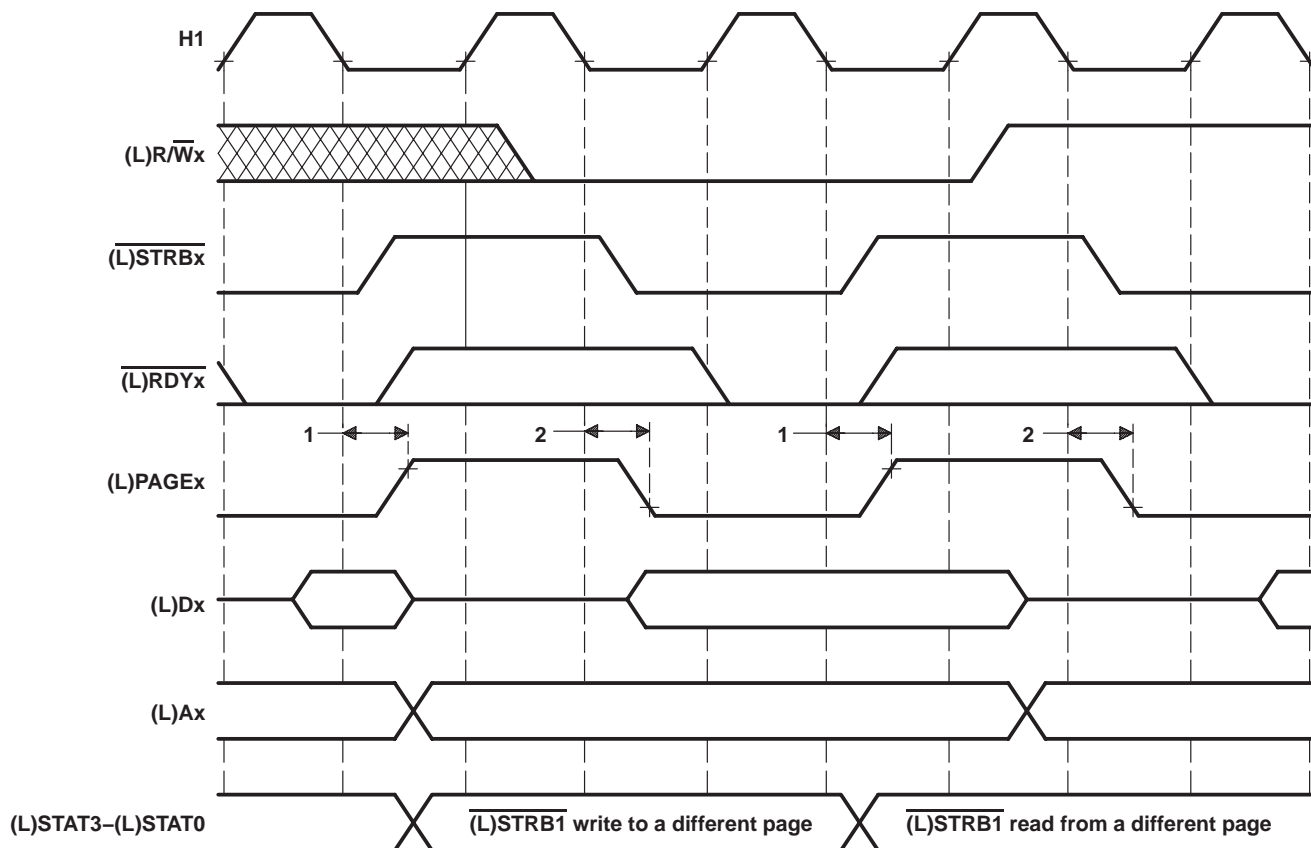 H1
(L)R/W̅x
(L)STRBx
(L)RDYx
1
2
1
2
(L)PAGEx
(L)Dx
(L)Ax
(L)STAT3–(L)STAT0
(L)STRB1 write to a different page
(L)STRB1 read from a different page